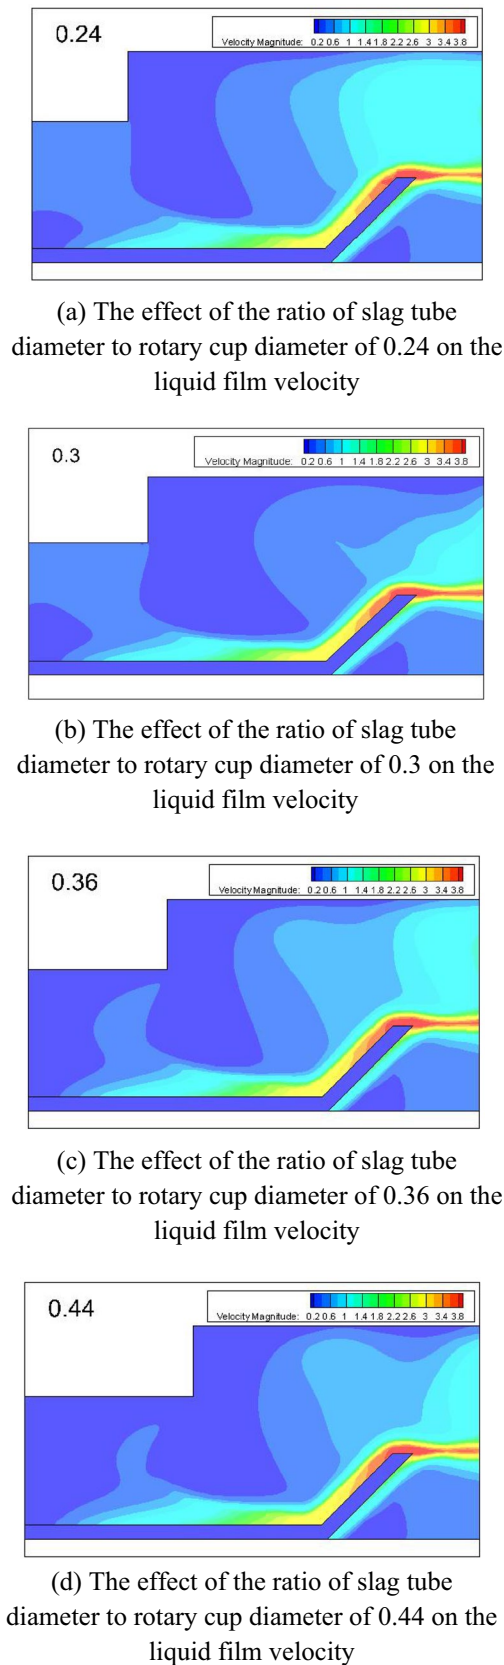 0.24
Velocity Magnitude: 0.2 0.6 1 1.4 1.8 2.2 2.6 3 3.4 3.8
(a) The effect of the ratio of slag tube
diameter to rotary cup diameter of 0.24 on the
liquid film velocity
0.3
Velocity Magnitude: 0.2 0.6 1 1.4 1.8 2.2 2.6 3 3.4 3.8
(b) The effect of the ratio of slag tube
diameter to rotary cup diameter of 0.3 on the
liquid film velocity
0.36
Velocity Magnitude: 0.2 0.6 1 1.4 1.8 2.2 2.6 3 3.4 3.8
(c) The effect of the ratio of slag tube
diameter to rotary cup diameter of 0.36 on the
liquid film velocity
0.44
Velocity Magnitude: 0.2 0.6 1 1.4 1.8 2.2 2.6 3 3.4 3.8
(d) The effect of the ratio of slag tube
diameter to rotary cup diameter of 0.44 on the
liquid film velocity